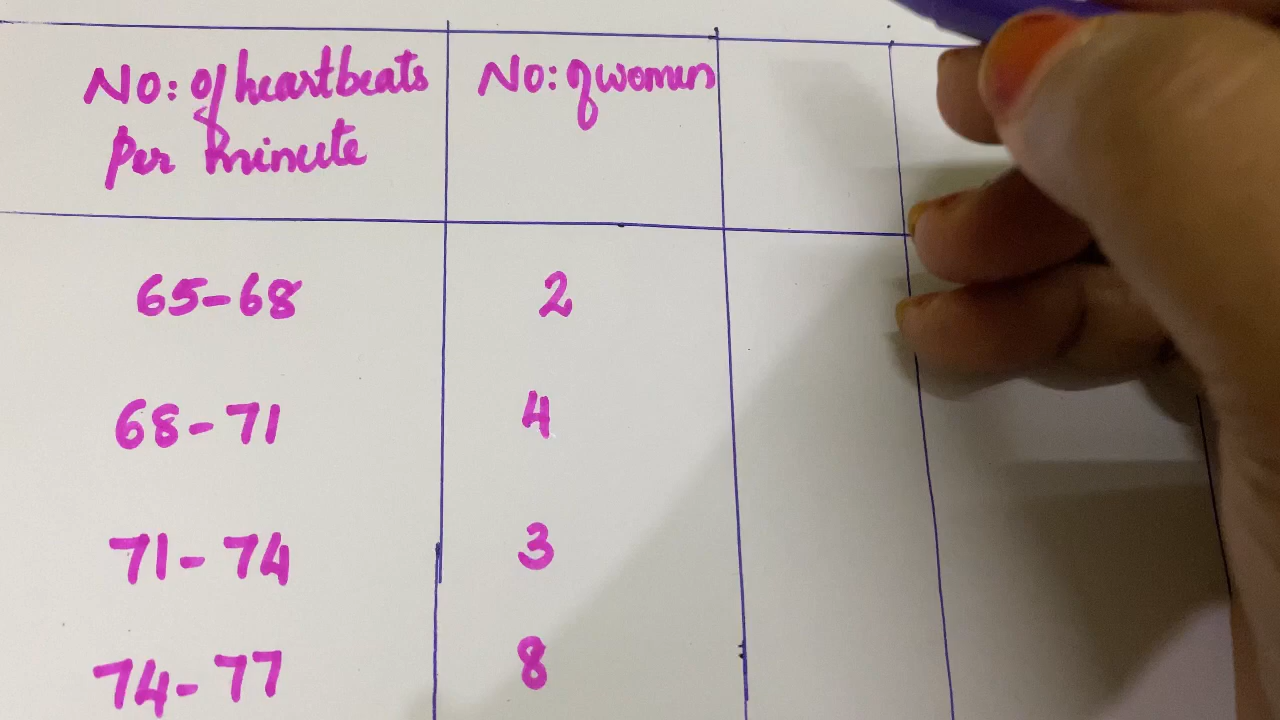 No: of heartbeats No: of women
per minute
65-68 2
68-71 4
71-74 3
74-77 8